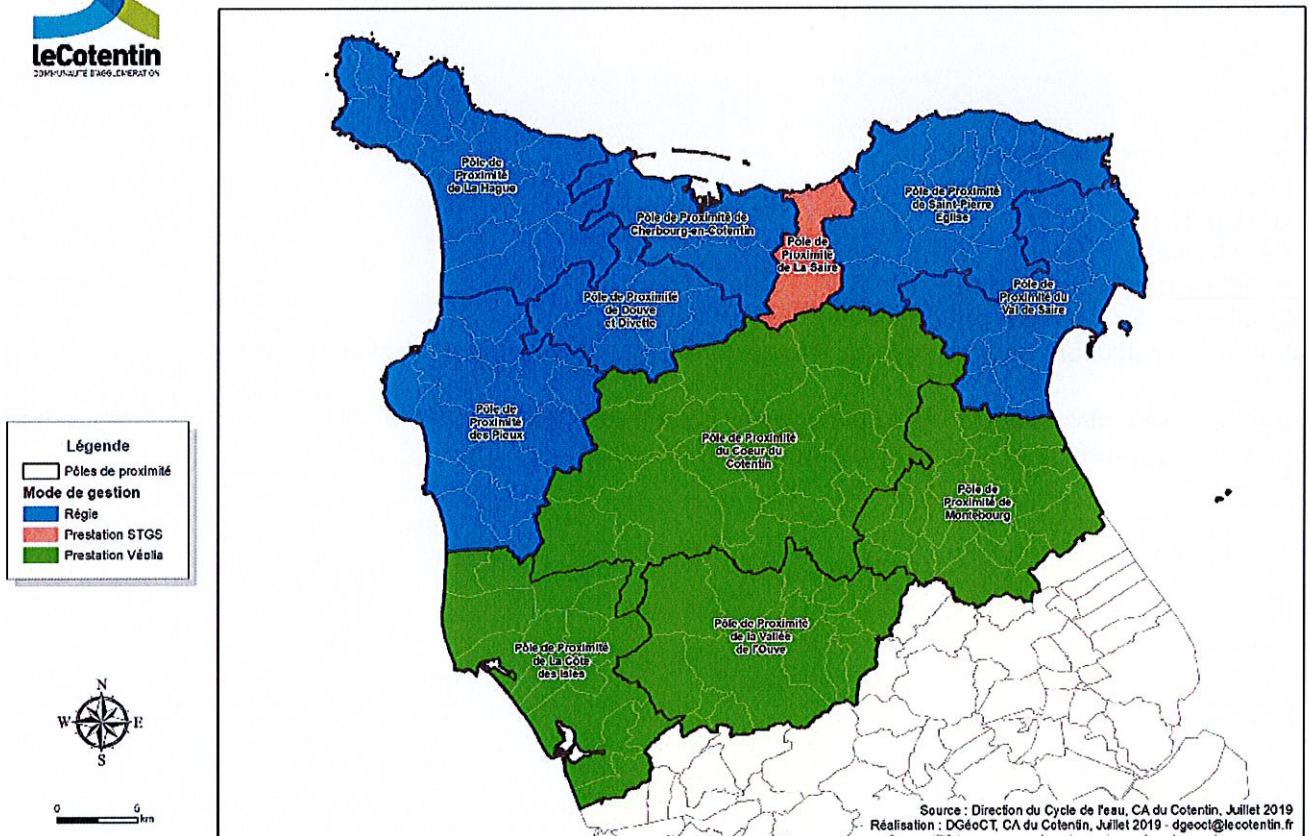 leCotentin
COMMUNAUTÉ D'AGGLOMÉRATION
Pôle de
Proximité
de La Hague
Pôle de Proximité de
Cherbourg-en-Cotentin
Pôle de
Proximité
de La Saire
Pôle de Proximité
de Saint-Pierre
Eglise
Pôle de
Proximité du
Val de Saire
Pôle de Proximité
de Douve
et Divette
Pôle de
Proximité
des Pieux
Pôle de Proximité
du Coeur du
Cotentin
Pôle de
Proximité de
Montebourg
Pôle de Proximité
de la Vallée
de l'Ouve
Pôle de Proximité
de La Côte
des Isles
Légende
Pôles de proximité
Mode de gestion
Régie
Prestation STGS
Prestation Véolia
N
W E
S
0 6
km
Source : Direction du Cycle de l'eau, CA du Cotentin, Juillet 2019
Réalisation : DGéoCT, CA du Cotentin, Juillet 2019 - dgeoct@lecotentin.fr